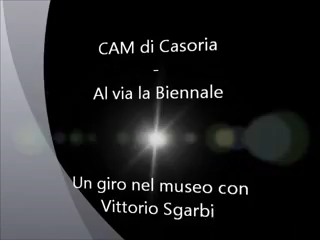 CAM di Casoria
-
Al via la Biennale
Un giro nel museo con
Vittorio Sgarbi